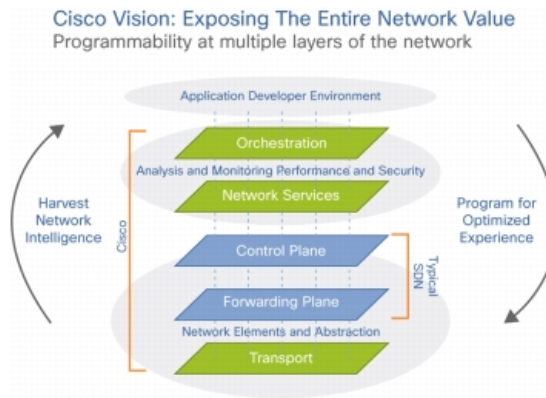 Cisco Vision: Exposing The Entire Network Value
Programmability at multiple layers of the network
Application Developer Environment
Orchestration
Analysis and Monitoring Performance and Security
Network Services
Harvest
Network
Intelligence
Cisco
Program for
Optimized
Experience
Control Plane
Typical
SDN
Forwarding Plane
Network Elements and Abstraction
Transport